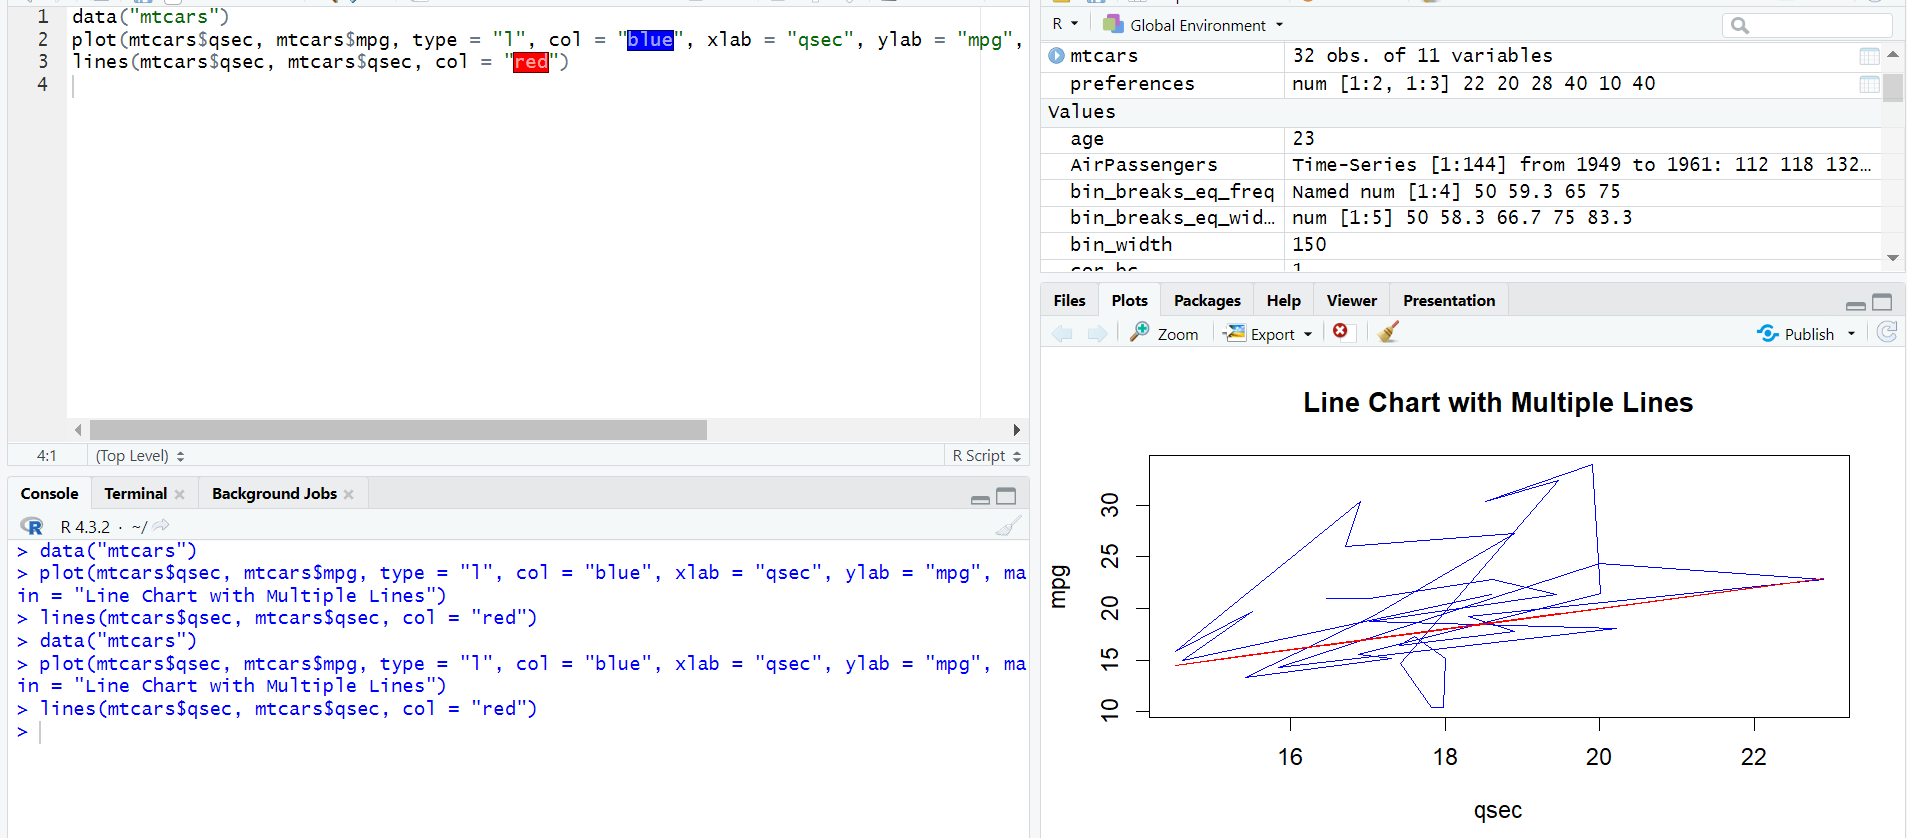 1 data("mtcars")
2 plot(mtcars$qsec, mtcars$mpg, type = "l", col = "blue", xlab = "qsec", ylab = "mpg",
3 lines(mtcars$qsec, mtcars$qsec, col = "red")
4
4:1 (Top Level) R Script
Console Terminal Background Jobs
R R 4.3.2 · ~/
> data("mtcars")
> plot(mtcars$qsec, mtcars$mpg, type = "l", col = "blue", xlab = "qsec", ylab = "mpg", ma
in = "Line Chart with Multiple Lines")
> lines(mtcars$qsec, mtcars$qsec, col = "red")
> data("mtcars")
> plot(mtcars$qsec, mtcars$mpg, type = "l", col = "blue", xlab = "qsec", ylab = "mpg", ma
in = "Line Chart with Multiple Lines")
> lines(mtcars$qsec, mtcars$qsec, col = "red")
>
R Global Environment
mtcars 32 obs. of 11 variables
preferences num [1:2, 1:3] 22 20 28 40 10 40
Values
age 23
AirPassengers Time-Series [1:144] from 1949 to 1961: 112 118 132…
bin_breaks_eq_freq Named num [1:4] 50 59.3 65 75
bin_breaks_eq_wid… num [1:5] 50 58.3 66.7 75 83.3
bin_width 150
Files Plots Packages Help Viewer Presentation
Zoom Export Publish
Line Chart with Multiple Lines
mpg
30
25
20
15
10
16 18 20 22
qsec